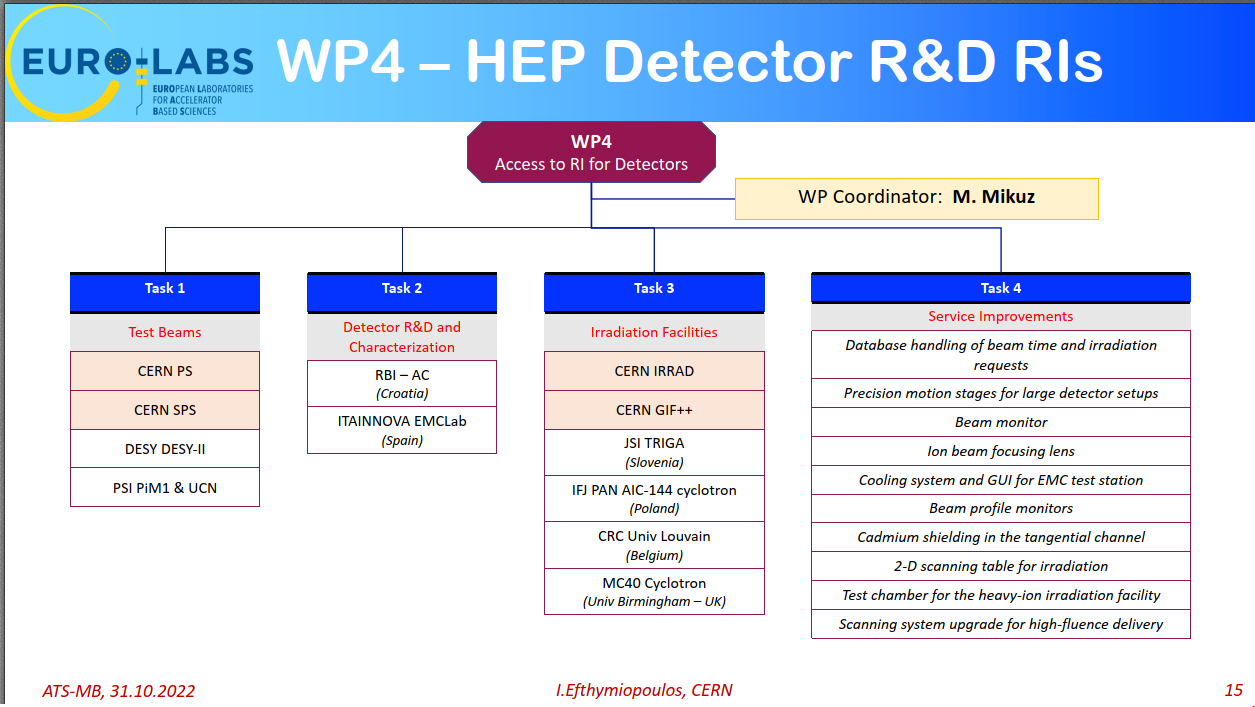 EURO-LABS
EUROPEAN LABORATORIES
FOR ACCELERATOR
BASED SCIENCES
WP4 – HEP Detector R&D RIs
WP4
Access to RI for Detectors
WP Coordinator: M. Mikuz
Task 1
Test Beams
CERN PS
CERN SPS
DESY DESY-II
PSI PiM1 & UCN
Task 2
Detector R&D and
Characterization
RBI – AC
(Croatia)
ITAINNOVA EMCLab
(Spain)
Task 3
Irradiation Facilities
CERN IRRAD
CERN GIF++
JSI TRIGA
(Slovenia)
IFJ PAN AIC-144 cyclotron
(Poland)
CRC Univ Louvain
(Belgium)
MC40 Cyclotron
(Univ Birmingham – UK)
Task 4
Service Improvements
Database handling of beam time and irradiation
requests
Precision motion stages for large detector setups
Beam monitor
Ion beam focusing lens
Cooling system and GUI for EMC test station
Beam profile monitors
Cadmium shielding in the tangential channel
2-D scanning table for irradiation
Test chamber for the heavy-ion irradiation facility
Scanning system upgrade for high-fluence delivery
ATS-MB, 31.10.2022
I.Efthymiopoulos, CERN
15